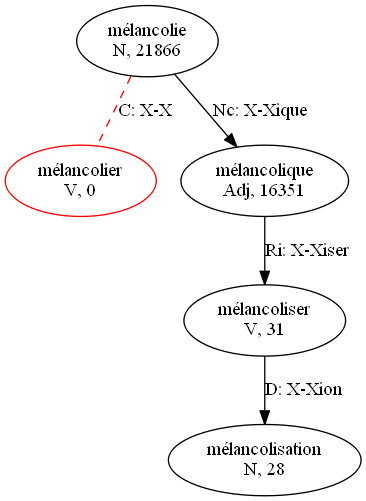 mélancolie
N, 21866
C: X-X
Nc: X-Xique
mélancolier
V, 0
mélancolique
Adj, 16351
Ri: X-Xiser
mélancoliser
V, 31
D: X-Xion
mélancolisation
N, 28